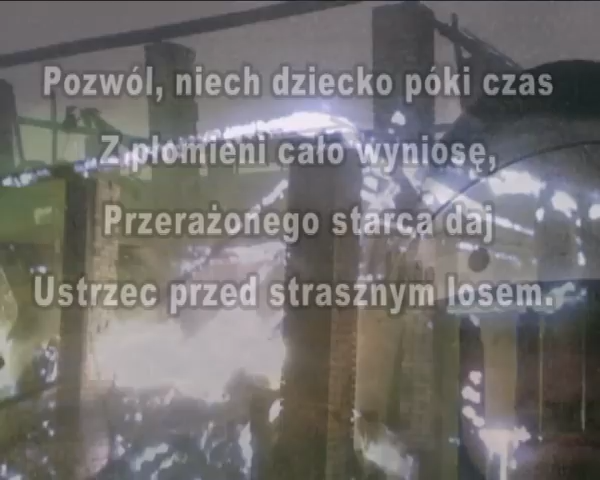 Pozwól, niech dziecko póki czas
Z płomieni cało wyniosę,
Przerażonego starca daj
Ustrzec przed strasznym losem.